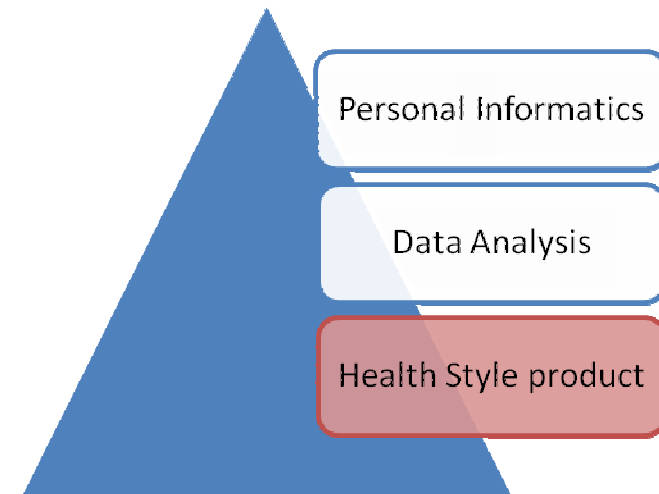 Personal Informatics
Data Analysis
Health Style product